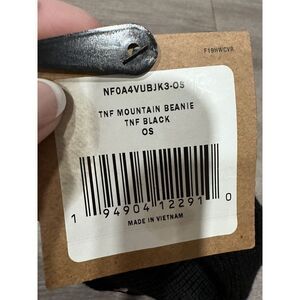 F19HWCVR
NF0A4VUBJK3-OS
TNF MOUNTAIN BEANIE
TNF BLACK
OS
1 94904 12291 0
MADE IN VIETNAM